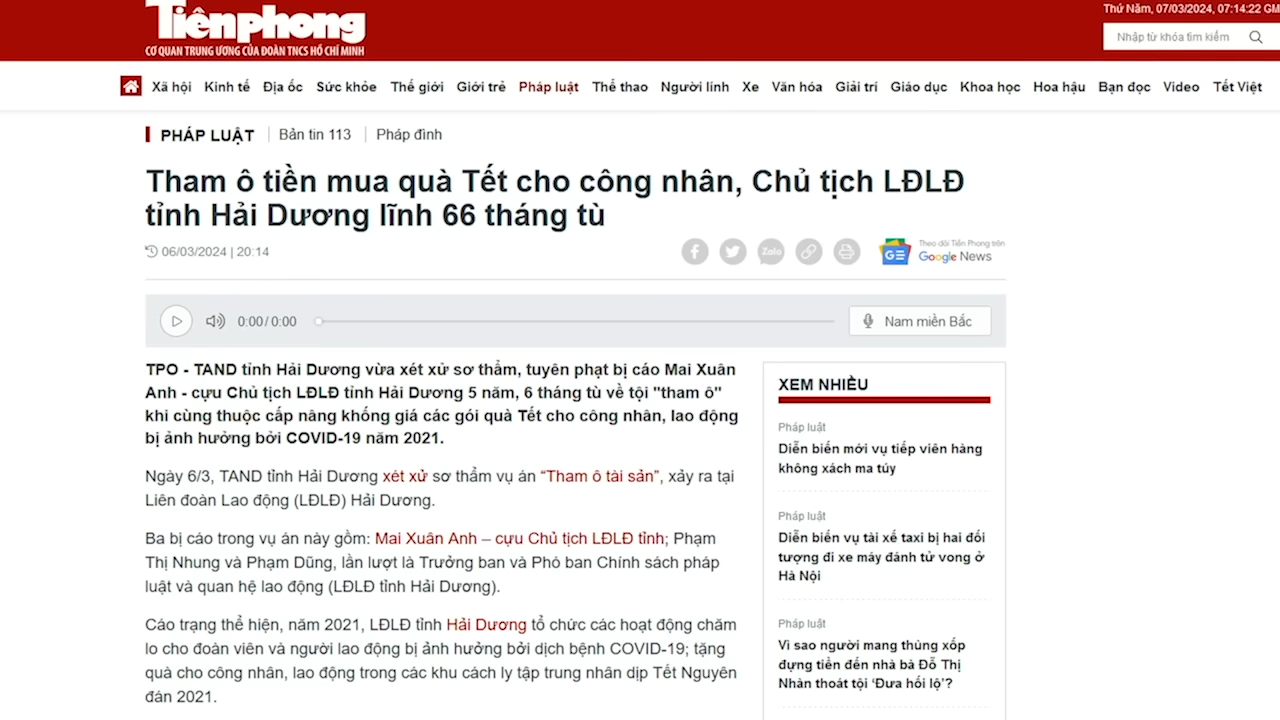 Tiênphong
CƠ QUAN TRUNG ƯƠNG CỦA ĐOÀN TNCS HỒ CHÍ MINH
Thứ Năm, 07/03/2024, 07:14:22 GM
Nhập từ khóa tìm kiếm
Xã hội Kinh tế Địa ốc Sức khỏe Thế giới Giới trẻ Pháp luật Thể thao Người lính Xe Văn hóa Giải trí Giáo dục Khoa học Hoa hậu Bạn đọc Video Tết Việt
PHÁP LUẬT Bản tin 113 Pháp đình
Tham ô tiền mua quà Tết cho công nhân, Chủ tịch LĐLĐ
tỉnh Hải Dương lĩnh 66 tháng tù
06/03/2024 | 20:14
Zalo
GE
Theo dõi Tiền Phong trên
Google News
0:00 / 0:00
Nam miền Bắc
TPO - TAND tỉnh Hải Dương vừa xét xử sơ thẩm, tuyên phạt bị cáo Mai Xuân
Anh - cựu Chủ tịch LĐLĐ tỉnh Hải Dương 5 năm, 6 tháng tù về tội "tham ô"
khi cùng thuộc cấp nâng khống giá các gói quà Tết cho công nhân, lao động
bị ảnh hưởng bởi COVID-19 năm 2021.
Ngày 6/3, TAND tỉnh Hải Dương xét xử sơ thẩm vụ án “Tham ô tài sản”, xảy ra tại
Liên đoàn Lao động (LĐLĐ) Hải Dương.
Ba bị cáo trong vụ án này gồm: Mai Xuân Anh – cựu Chủ tịch LĐLĐ tỉnh; Phạm
Thị Nhung và Phạm Dũng, lần lượt là Trưởng ban và Phó ban Chính sách pháp
luật và quan hệ lao động (LĐLĐ tỉnh Hải Dương).
Cáo trạng thể hiện, năm 2021, LĐLĐ tỉnh Hải Dương tổ chức các hoạt động chăm
lo cho đoàn viên và người lao động bị ảnh hưởng bởi dịch bệnh COVID-19; tặng
quà cho công nhân, lao động trong các khu cách ly tập trung nhân dịp Tết Nguyên
đán 2021.
XEM NHIỀU
Pháp luật
Diễn biến mới vụ tiếp viên hàng
không xách ma túy
Pháp luật
Diễn biến vụ tài xế taxi bị hai đối
tượng đi xe máy đánh tử vong ở
Hà Nội
Pháp luật
Vì sao người mang thùng xốp
đựng tiền đến nhà bà Đỗ Thị
Nhàn thoát tội ‘Đưa hối lộ’?